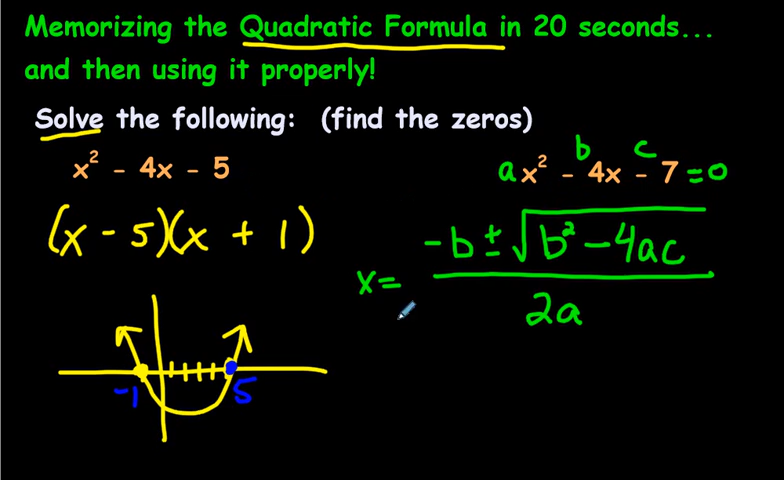 Memorizing the Quadratic Formula in 20 seconds...
and then using it properly!
Solve the following: (find the zeros)
x² - 4x - 5
(x - 5)(x + 1)
-1 5
a b c
x² - 4x - 7 = 0
x = -b ± √b² - 4ac
2a